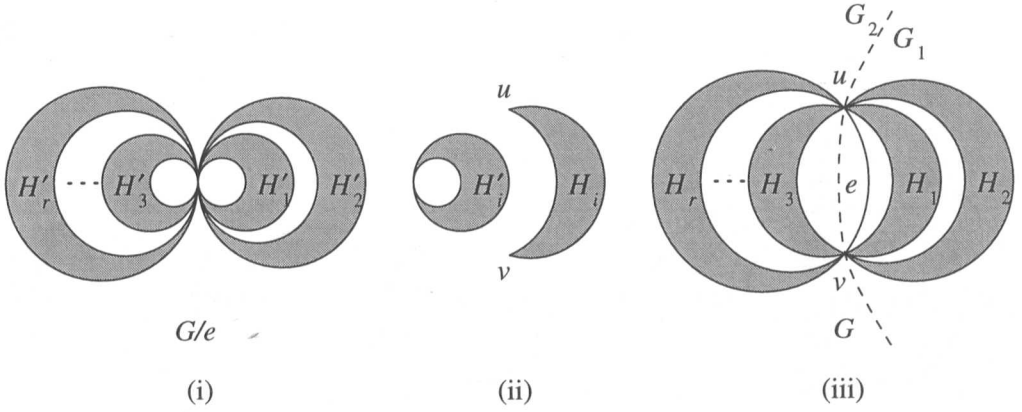 H′r ... H′3 H′1 H′2
G/e
(i)
u
H′i Hi
v
(ii)
G2 G1
u
Hr ... H3 e H1 H2
v
G
(iii)